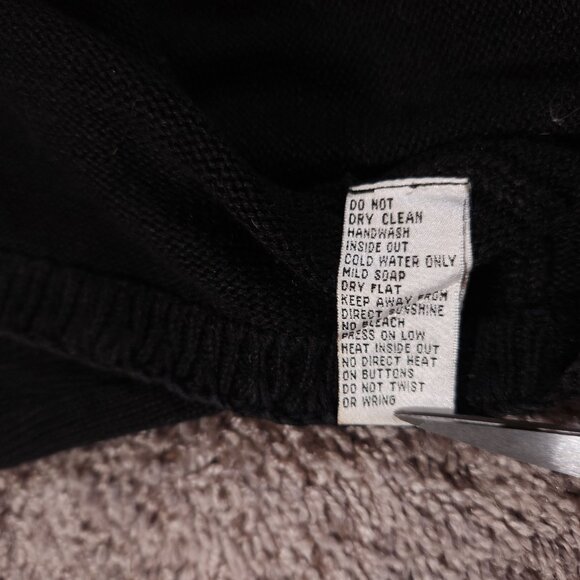 DO NOT
DRY CLEAN
HANDWASH
INSIDE OUT
COLD WATER ONLY
MILD SOAP
DRY FLAT
KEEP AWAY FROM
DIRECT SUNSHINE
NO BLEACH
PRESS ON LOW
HEAT INSIDE OUT
NO DIRECT HEAT
ON BUTTONS
DO NOT TWIST
OR WRING